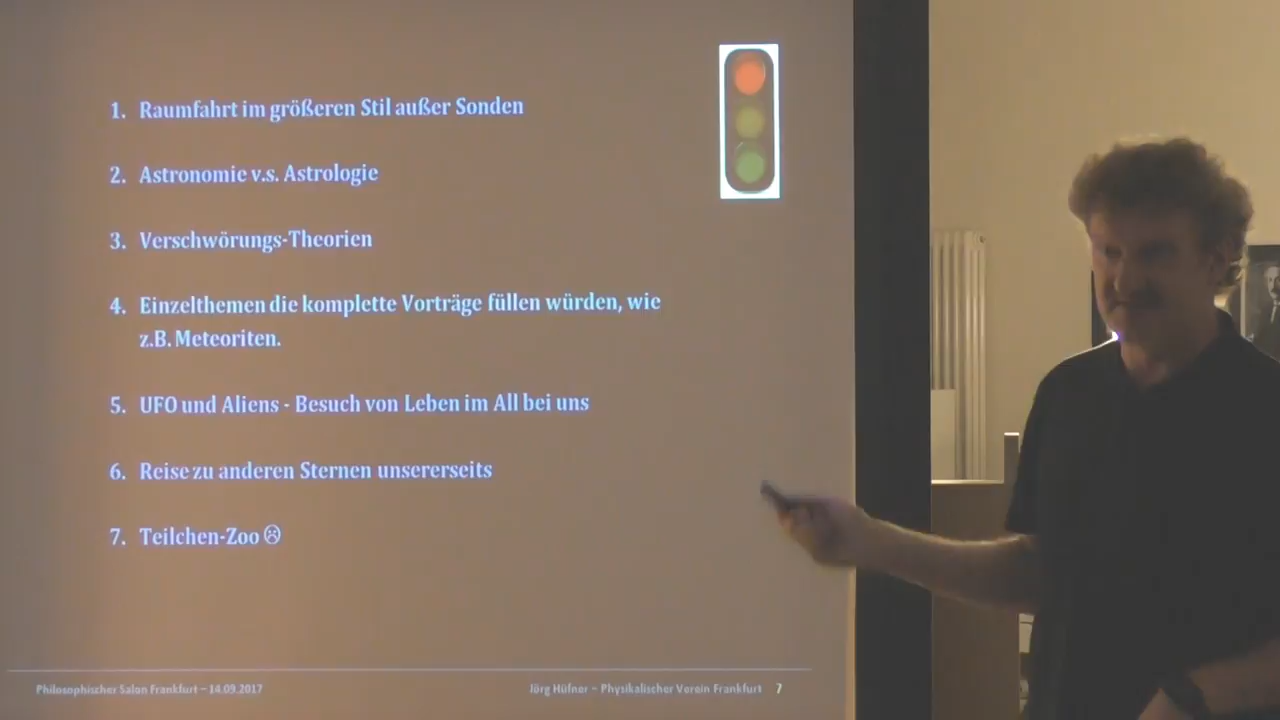 1. Raumfahrt im größeren Stil außer Sonden
2. Astronomie v.s. Astrologie
3. Verschwörungs-Theorien
4. Einzelthemen die komplette Vorträge füllen würden, wie
z.B. Meteoriten.
5. UFO und Aliens - Besuch von Leben im All bei uns
6. Reise zu anderen Sternen unsererseits
7. Teilchen-Zoo ☹
Philosophischer Salon Frankfurt – 14.09.2017
Jörg Hüfner – Physikalischer Verein Frankfurt 7